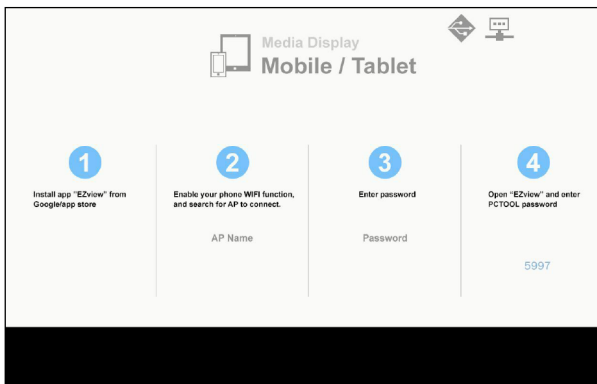 Media Display
Mobile / Tablet
1
2
3
4
Install app "EZview" from
Google/app store
Enable your phone WIFI function,
and search for AP to connect.
Enter password
Open "EZview" and enter
PCTOOL password
AP Name
Password
5997